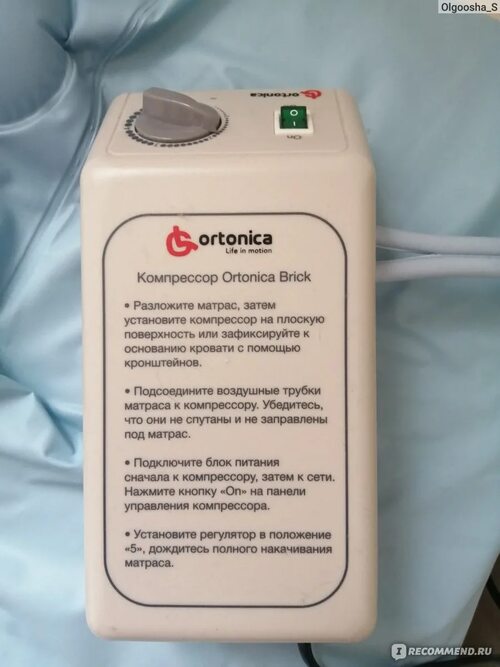 Olgoosha_S
ortonica
On
ortonica
Life in motion
Компрессор Ortonica Brick
• Разложите матрас, затем
установите компрессор на плоскую
поверхность или зафиксируйте к
основанию кровати с помощью
кронштейнов.
• Подсоедините воздушные трубки
матраса к компрессору. Убедитесь,
что они не спутаны и не заправлены
под матрас.
• Подключите блок питания
сначала к компрессору, затем к сети.
Нажмите кнопку «On» на панели
управления компрессора.
• Установите регулятор в положение
«5», дождитесь полного накачивания
матраса.
IRECOMMEND.RU